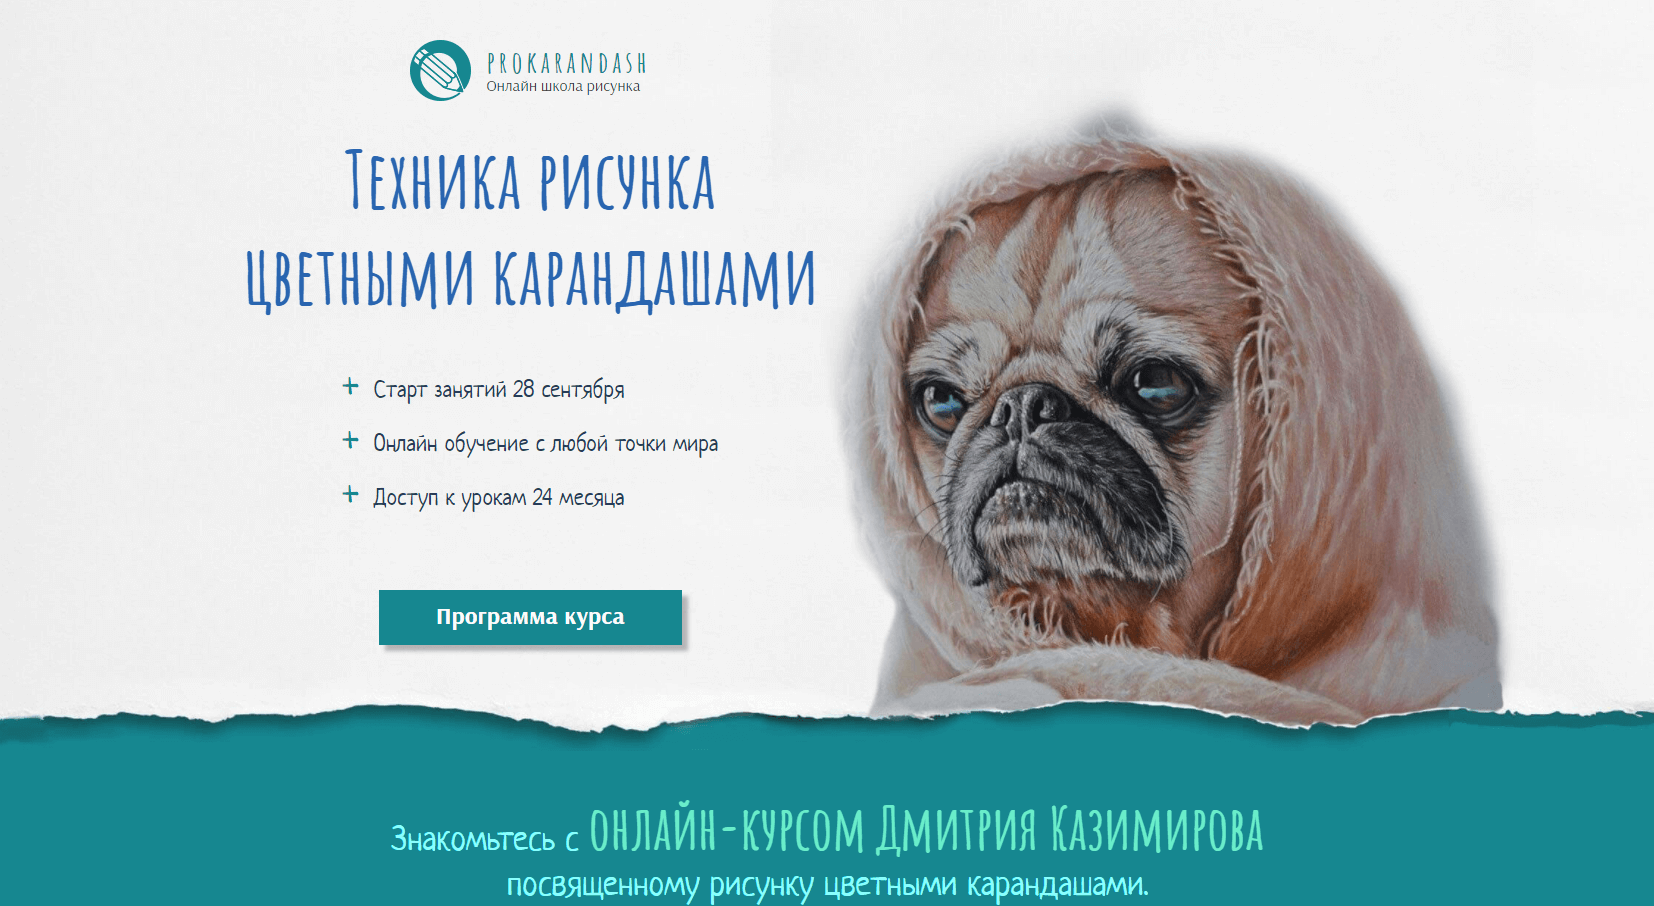 PROKARANDASH
Онлайн школа рисунка
Техника рисунка
цветными карандашами
+ Старт занятий 28 сентября
+ Онлайн обучение с любой точки мира
+ Доступ к урокам 24 месяца
Программа курса
Знакомьтесь с онлайн-курсом Дмитрия Казимирова
посвященному рисунку цветными карандашами.